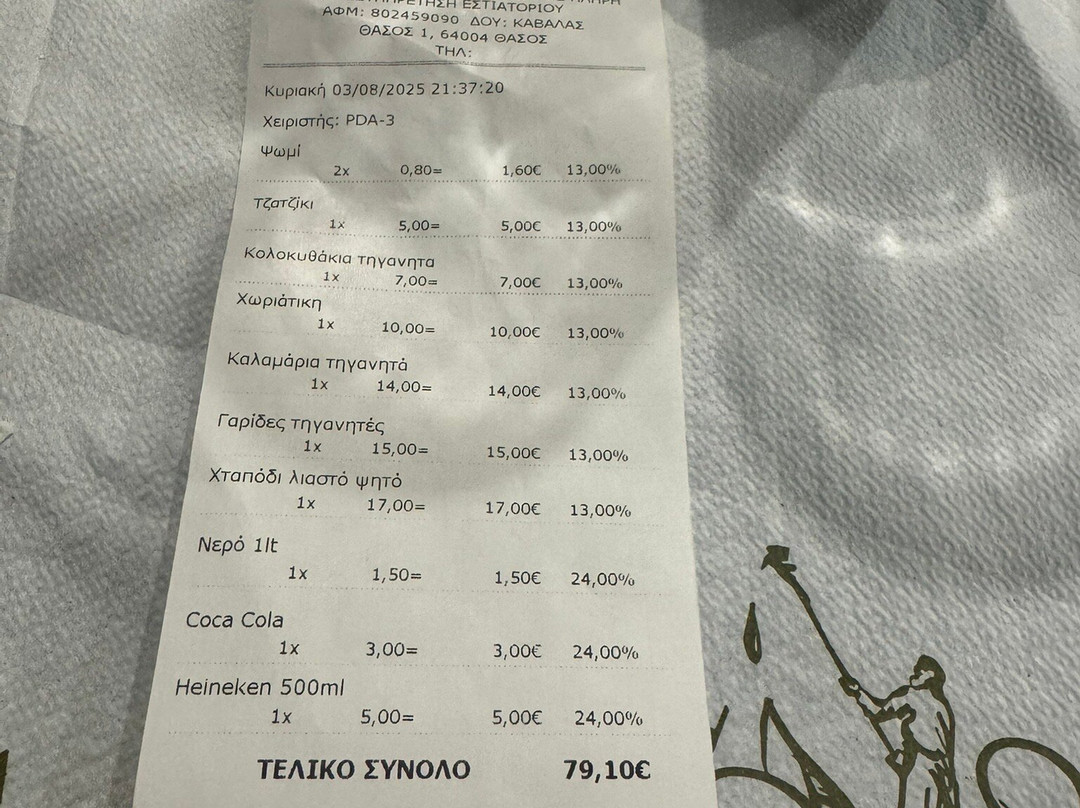 ΕΣΤΙΑΤΟΡΙΟΥ
ΑΦΜ: 802459090 ΔΟΥ: ΚΑΒΑΛΑΣ
ΘΑΣΟΣ 1, 64004 ΘΑΣΟΣ
ΤΗΛ:
Κυριακή 03/08/2025 21:37:20
Χειριστής: PDA-3
Ψωμί
2x 0,80= 1,60€ 13,00%
Τζατζίκι
1x 5,00= 5,00€ 13,00%
Κολοκυθάκια τηγανητα
1x 7,00= 7,00€ 13,00%
Χωριάτικη
1x 10,00= 10,00€ 13,00%
Καλαμάρια τηγανητά
1x 14,00= 14,00€ 13,00%
Γαρίδες τηγανητές
1x 15,00= 15,00€ 13,00%
Χταπόδι λιαστό ψητό
1x 17,00= 17,00€ 13,00%
Νερό 1lt
1x 1,50= 1,50€ 24,00%
Coca Cola
1x 3,00= 3,00€ 24,00%
Heineken 500ml
1x 5,00= 5,00€ 24,00%
ΤΕΛΙΚΟ ΣΥΝΟΛΟ 79,10€